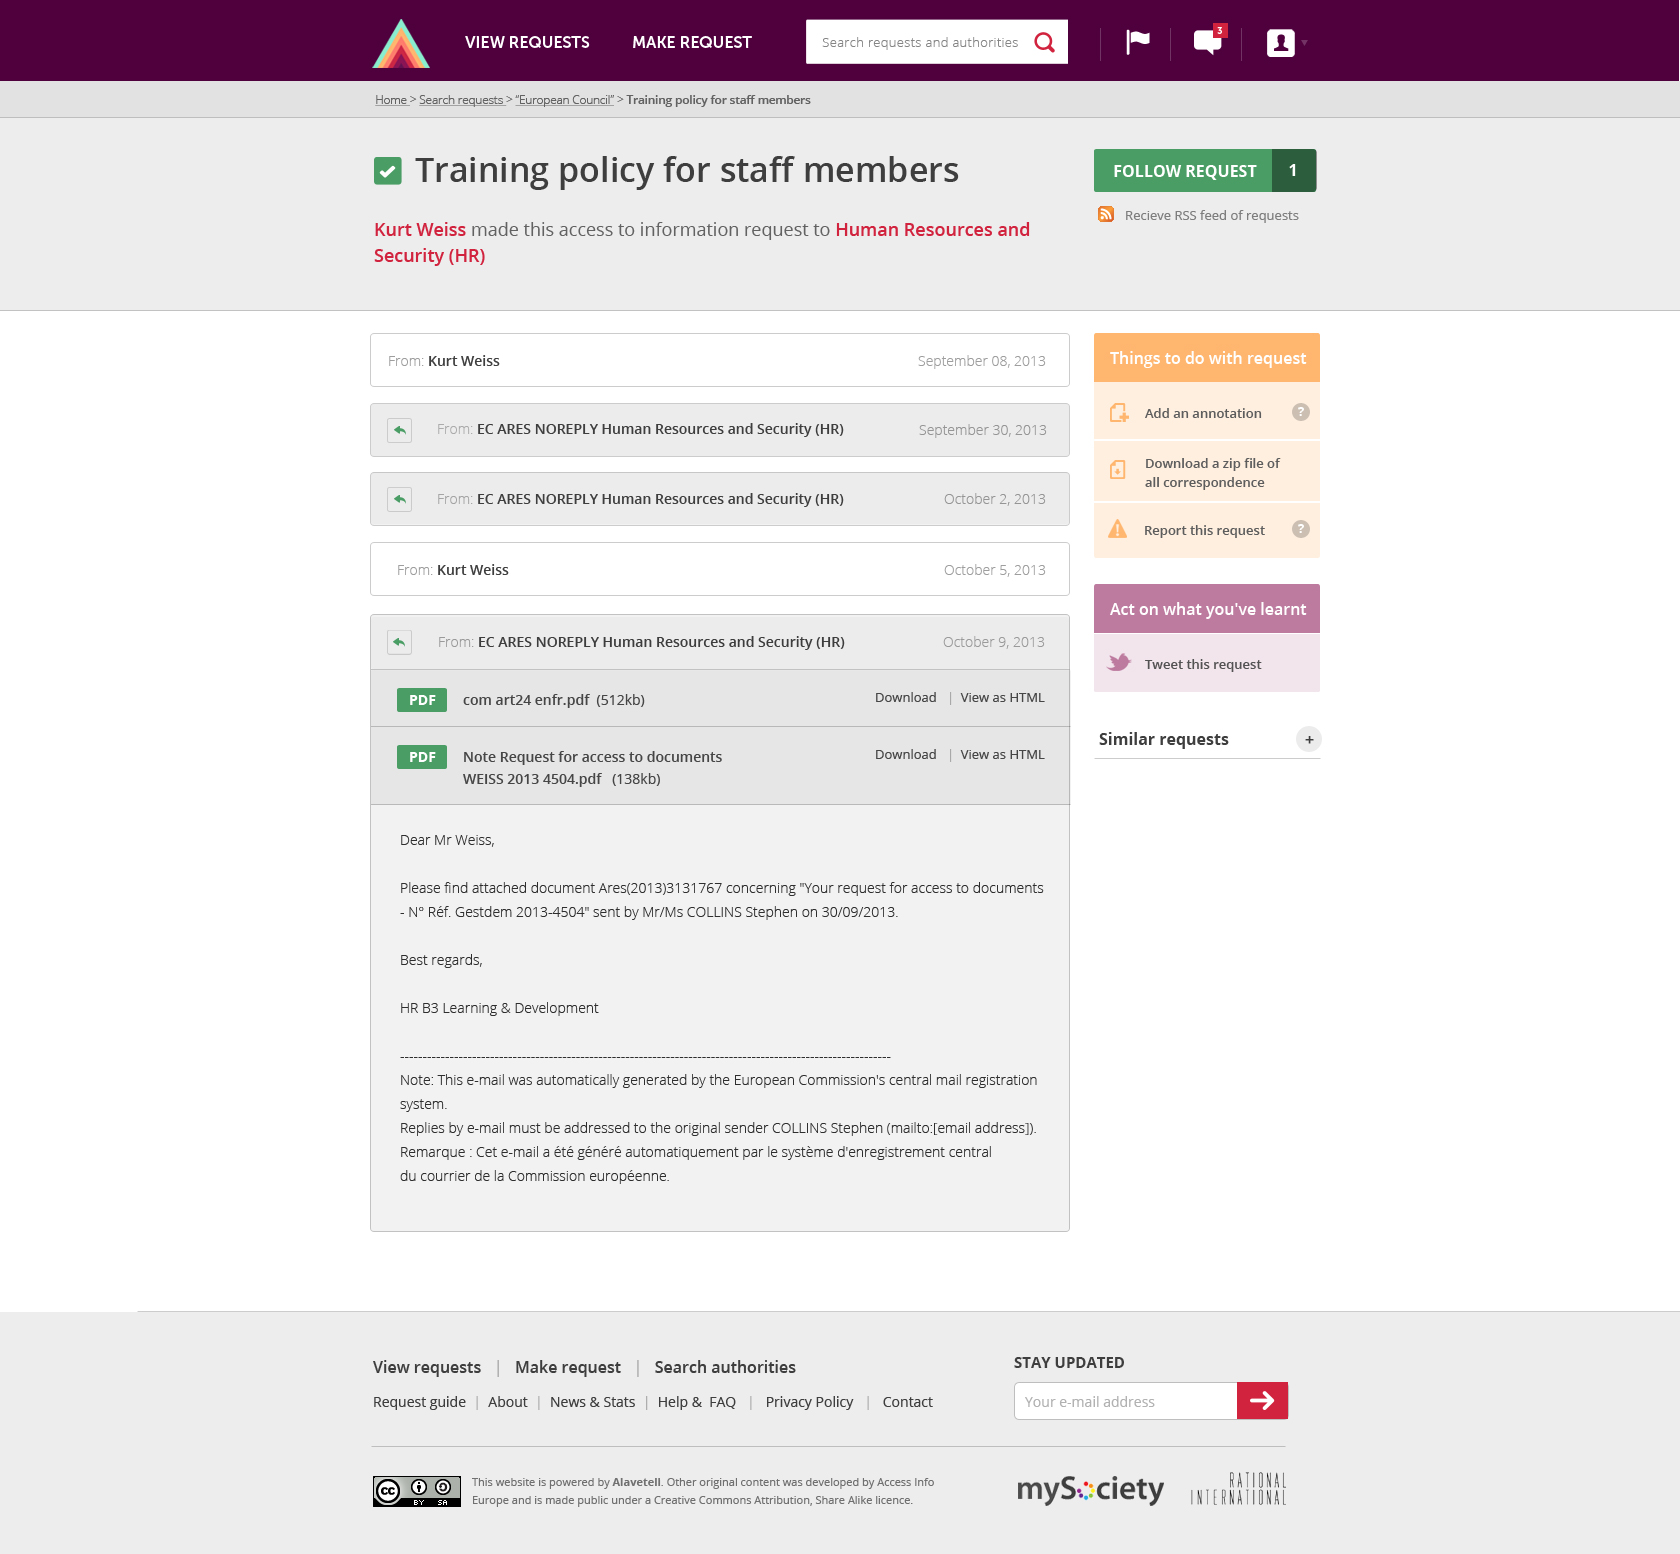 VIEW REQUESTS MAKE REQUEST Search requests and authorities 3
Home > Search requests > "European Council" > Training policy for staff members
Training policy for staff members
FOLLOW REQUEST 1
Recieve RSS feed of requests
Kurt Weiss made this access to information request to Human Resources and
Security (HR)
From: Kurt Weiss September 08, 2013
From: EC ARES NOREPLY Human Resources and Security (HR) September 30, 2013
From: EC ARES NOREPLY Human Resources and Security (HR) October 2, 2013
From: Kurt Weiss October 5, 2013
From: EC ARES NOREPLY Human Resources and Security (HR) October 9, 2013
PDF com art24 enfr.pdf (512kb) Download | View as HTML
PDF Note Request for access to documents Download | View as HTML
WEISS 2013 4504.pdf (138kb)
Dear Mr Weiss,
Please find attached document Ares(2013)3131767 concerning "Your request for access to documents
- N° Réf. Gestdem 2013-4504" sent by Mr/Ms COLLINS Stephen on 30/09/2013.
Best regards,
HR B3 Learning & Development
-------------------------------------------------------------------------------------------------------------
Note: This e-mail was automatically generated by the European Commission's central mail registration
system.
Replies by e-mail must be addressed to the original sender COLLINS Stephen (mailto:[email address]).
Remarque : Cet e-mail a été généré automatiquement par le système d'enregistrement central
du courrier de la Commission européenne.
Things to do with request
Add an annotation ?
Download a zip file of
all correspondence
Report this request ?
Act on what you've learnt
Tweet this request
Similar requests +
View requests | Make request | Search authorities
Request guide | About | News & Stats | Help & FAQ | Privacy Policy | Contact
STAY UPDATED
Your e-mail address
cc BY SA
This website is powered by Alavetell. Other original content was developed by Access Info
Europe and is made public under a Creative Commons Attribution, Share Alike licence.
mySociety
RATIONAL
INTERNATIONAL